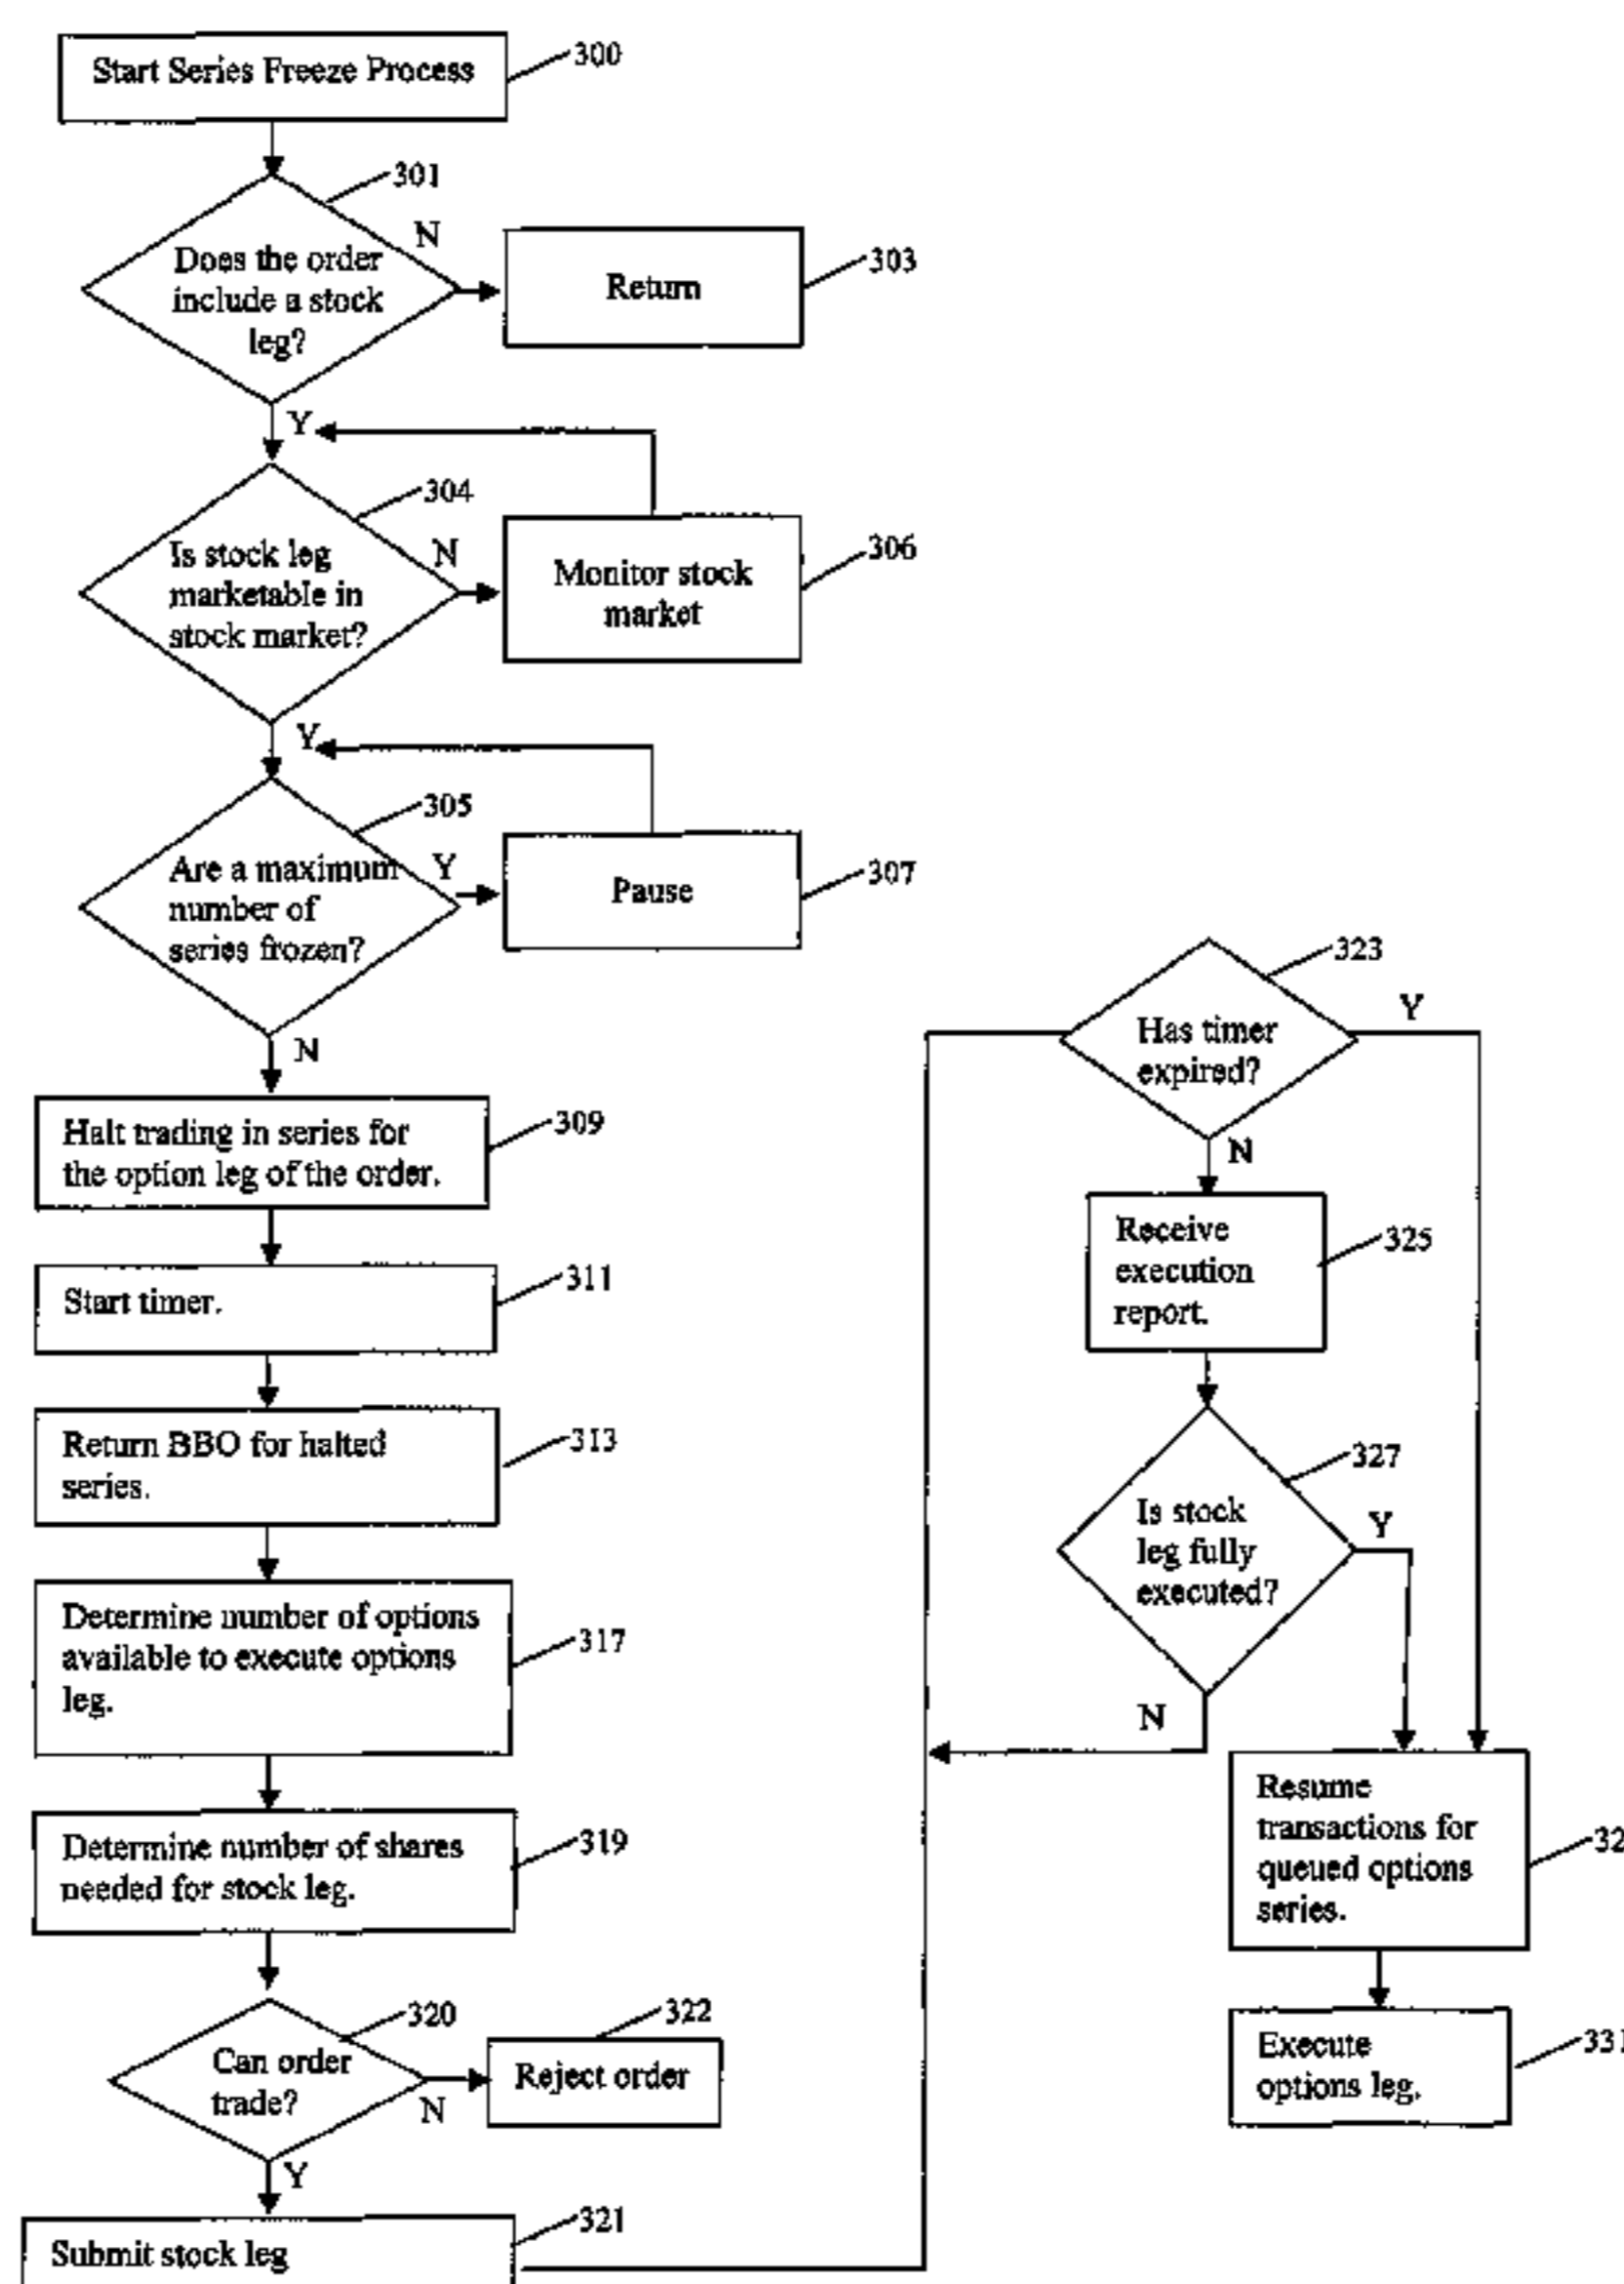 Start Series Freeze Process
300
301
Does the order
include a stock
leg?
N
Return
303
Y
304
Is stock leg
marketable in
stock market?
N
Monitor stock
market
306
Y
305
Are a maximum
number of
series frozen?
Y
Pause
307
N
Halt trading in series for
the option leg of the order.
309
Start timer.
311
Return BBO for halted
series.
313
Determine number of options
available to execute options
leg.
317
Determine number of shares
needed for stock leg.
319
320
Can order
trade?
N
322
Reject order
Y
321
Submit stock leg
323
Has timer
expired?
Y
N
Receive
execution
report.
325
327
Is stock
leg fully
executed?
Y
N
Resume
transactions for
queued options
series.
Execute
options leg.
331